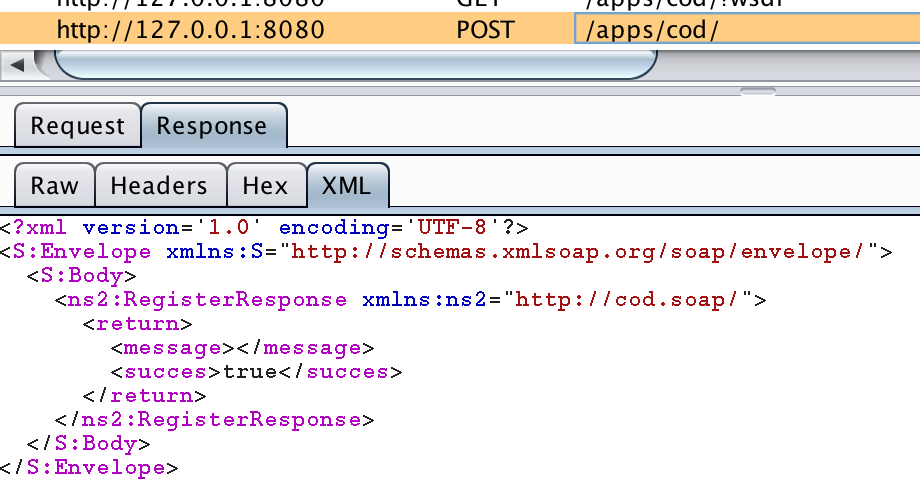 http://127.0.0.1:8080 GET /apps/cod/?wsdl
http://127.0.0.1:8080 POST /apps/cod/
Request Response
Raw Headers Hex XML
<?xml version='1.0' encoding='UTF-8'?>
<S:Envelope xmlns:S="http://schemas.xmlsoap.org/soap/envelope/">
<S:Body>
<ns2:RegisterResponse xmlns:ns2="http://cod.soap/">
<return>
<message></message>
<succes>true</succes>
</return>
</ns2:RegisterResponse>
</S:Body>
</S:Envelope>